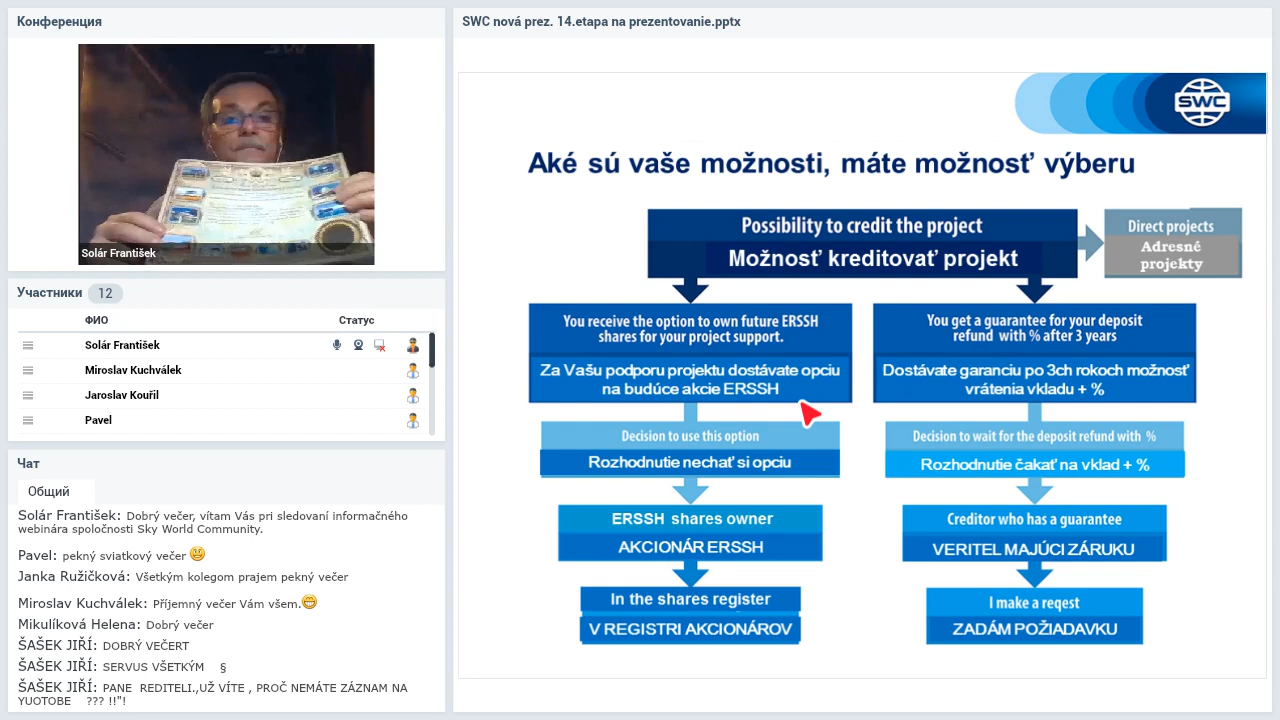 Конференция
Solár František
Участники 12
ФИО Статус
Solár František
Miroslav Kuchválek
Jaroslav Kouřil
Pavel
Чат
Общий
Solár František: Dobrý večer, vítam Vás pri sledovaní informačného
webinára spoločnosti Sky World Community.
Pavel: pekný sviatkový večer
Janka Ružičková: Všetkým kolegom prajem pekný večer
Miroslav Kuchválek: Příjemný večer Vám všem.
Mikulíková Helena: Dobrý večer
ŠAŠEK JIŘÍ: DOBRÝ VEČERT
ŠAŠEK JIŘÍ: SERVUS VŠETKÝM §
ŠAŠEK JIŘÍ: PANE REDITELI.,UŽ VÍTE , PROČ NEMÁTE ZÁZNAM NA
YUOTOBE ??? !!"!
SWC nová prez. 14.etapa na prezentovanie.pptx
SWC
Aké sú vaše možnosti, máte možnosť výberu
Possibility to credit the project
Možnosť kreditovať projekt
Direct projects
Adresné
projekty
You receive the option to own future ERSSH
shares for your project support.
Za Vašu podporu projektu dostávate opciu
na budúce akcie ERSSH
You get a guarantee for your deposit
refund with % after 3 years
Dostávate garanciu po 3ch rokoch možnosť
vrátenia vkladu + %
Decision to use this option
Rozhodnutie nechať si opciu
Decision to wait for the deposit refund with %
Rozhodnutie čakať na vklad + %
ERSSH shares owner
AKCIONÁR ERSSH
Creditor who has a guarantee
VERITEL MAJÚCI ZÁRUKU
In the shares register
V REGISTRI AKCIONÁROV
I make a reqest
ZADÁM POŽIADAVKU